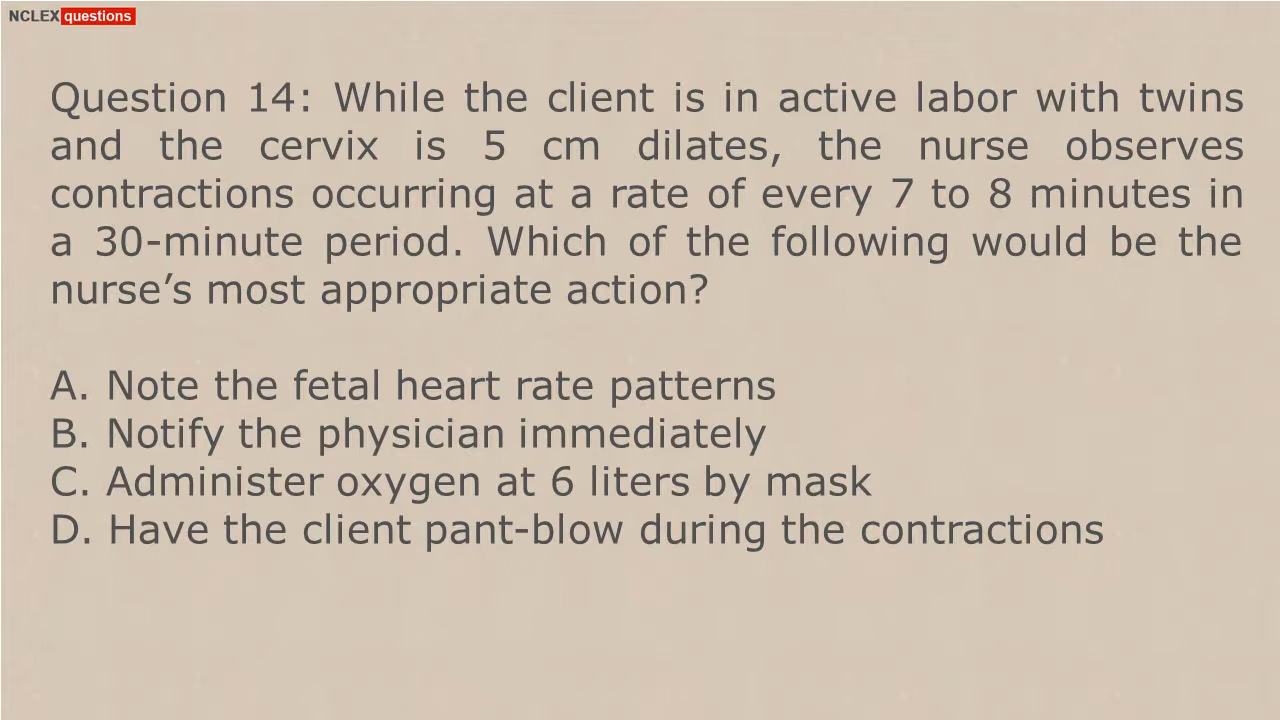 NCLEX questions
Question 14: While the client is in active labor with twins
and the cervix is 5 cm dilates, the nurse observes
contractions occurring at a rate of every 7 to 8 minutes in
a 30-minute period. Which of the following would be the
nurse’s most appropriate action?
A. Note the fetal heart rate patterns
B. Notify the physician immediately
C. Administer oxygen at 6 liters by mask
D. Have the client pant-blow during the contractions